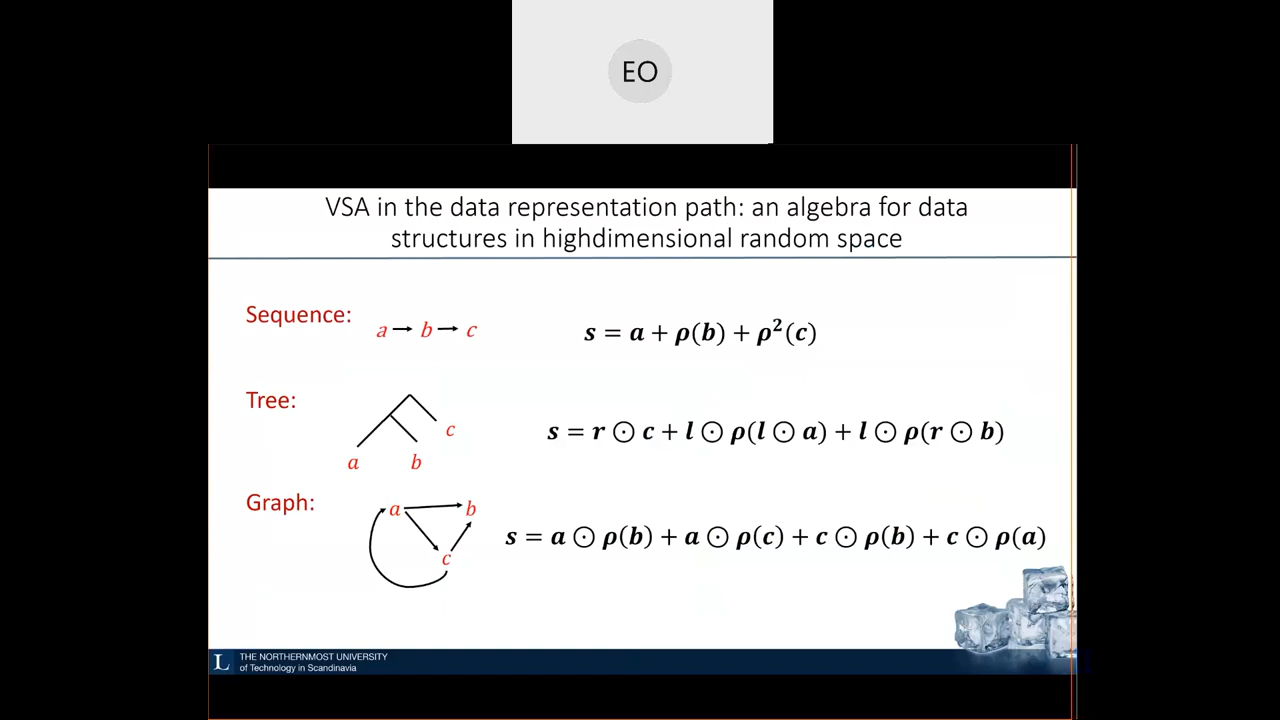 EO
VSA in the data representation path: an algebra for data
structures in highdimensional random space
Sequence:
a → b → c
s = a + ρ(b) + ρ²(c)
Tree:
c
a b
s = r ⊙ c + l ⊙ ρ(l ⊙ a) + l ⊙ ρ(r ⊙ b)
Graph:
a b
c
s = a ⊙ ρ(b) + a ⊙ ρ(c) + c ⊙ ρ(b) + c ⊙ ρ(a)
L
THE NORTHERNMOST UNIVERSITY
of Technology in Scandinavia